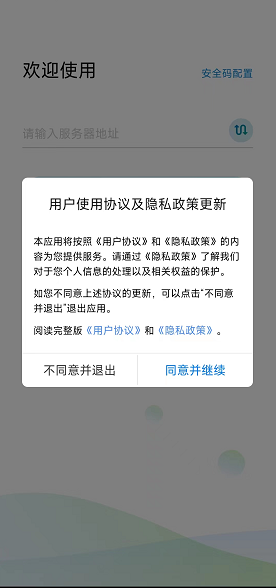 欢迎使用
安全码配置
请输入服务器地址
用户使用协议及隐私政策更新
本应用将按照《用户协议》和《隐私政策》的内
容为您提供服务。请通过《隐私政策》了解我们
对于您个人信息的处理以及相关权益的保护。
如您不同意上述协议的更新，可以点击“不同意
并退出”退出应用。
阅读完整版《用户协议》和《隐私政策》。
不同意并退出
同意并继续